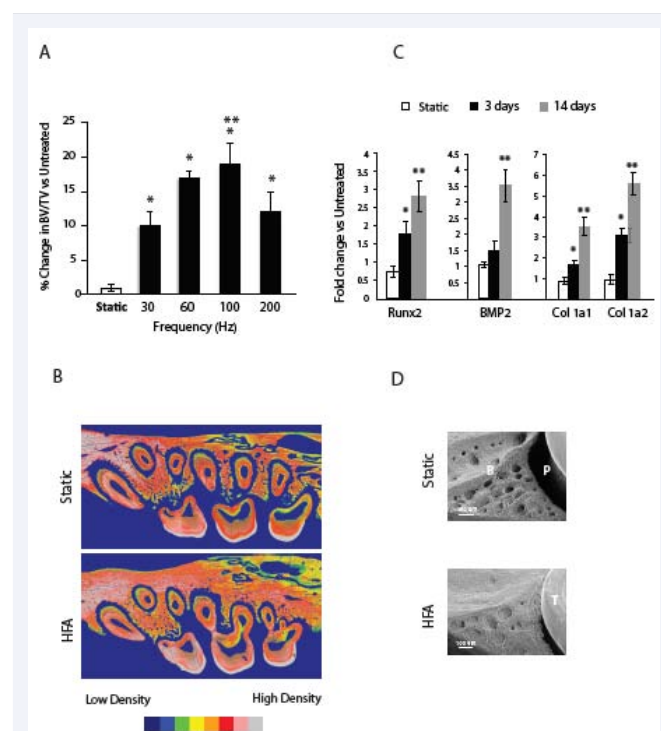 A
% Change in BV/TV vs Untreated
25
20
15
10
5
0
*
*
**
*
*
Static 30 60 100 200
Frequency (Hz)
C
Static 3 days 14 days
Fold change vs Untreated
4
3.5
3
2.5
2
1.5
1
0.5
*
**
Runx2
4.5
4
3.5
3
2.5
2
1.5
1
0.5
**
BMP2
7
6
5
4
3
2
1
*
**
*
**
Col 1a1 Col 1a2
B
Static
HFA
Low Density High Density
D
Static
B
P
HFA
T